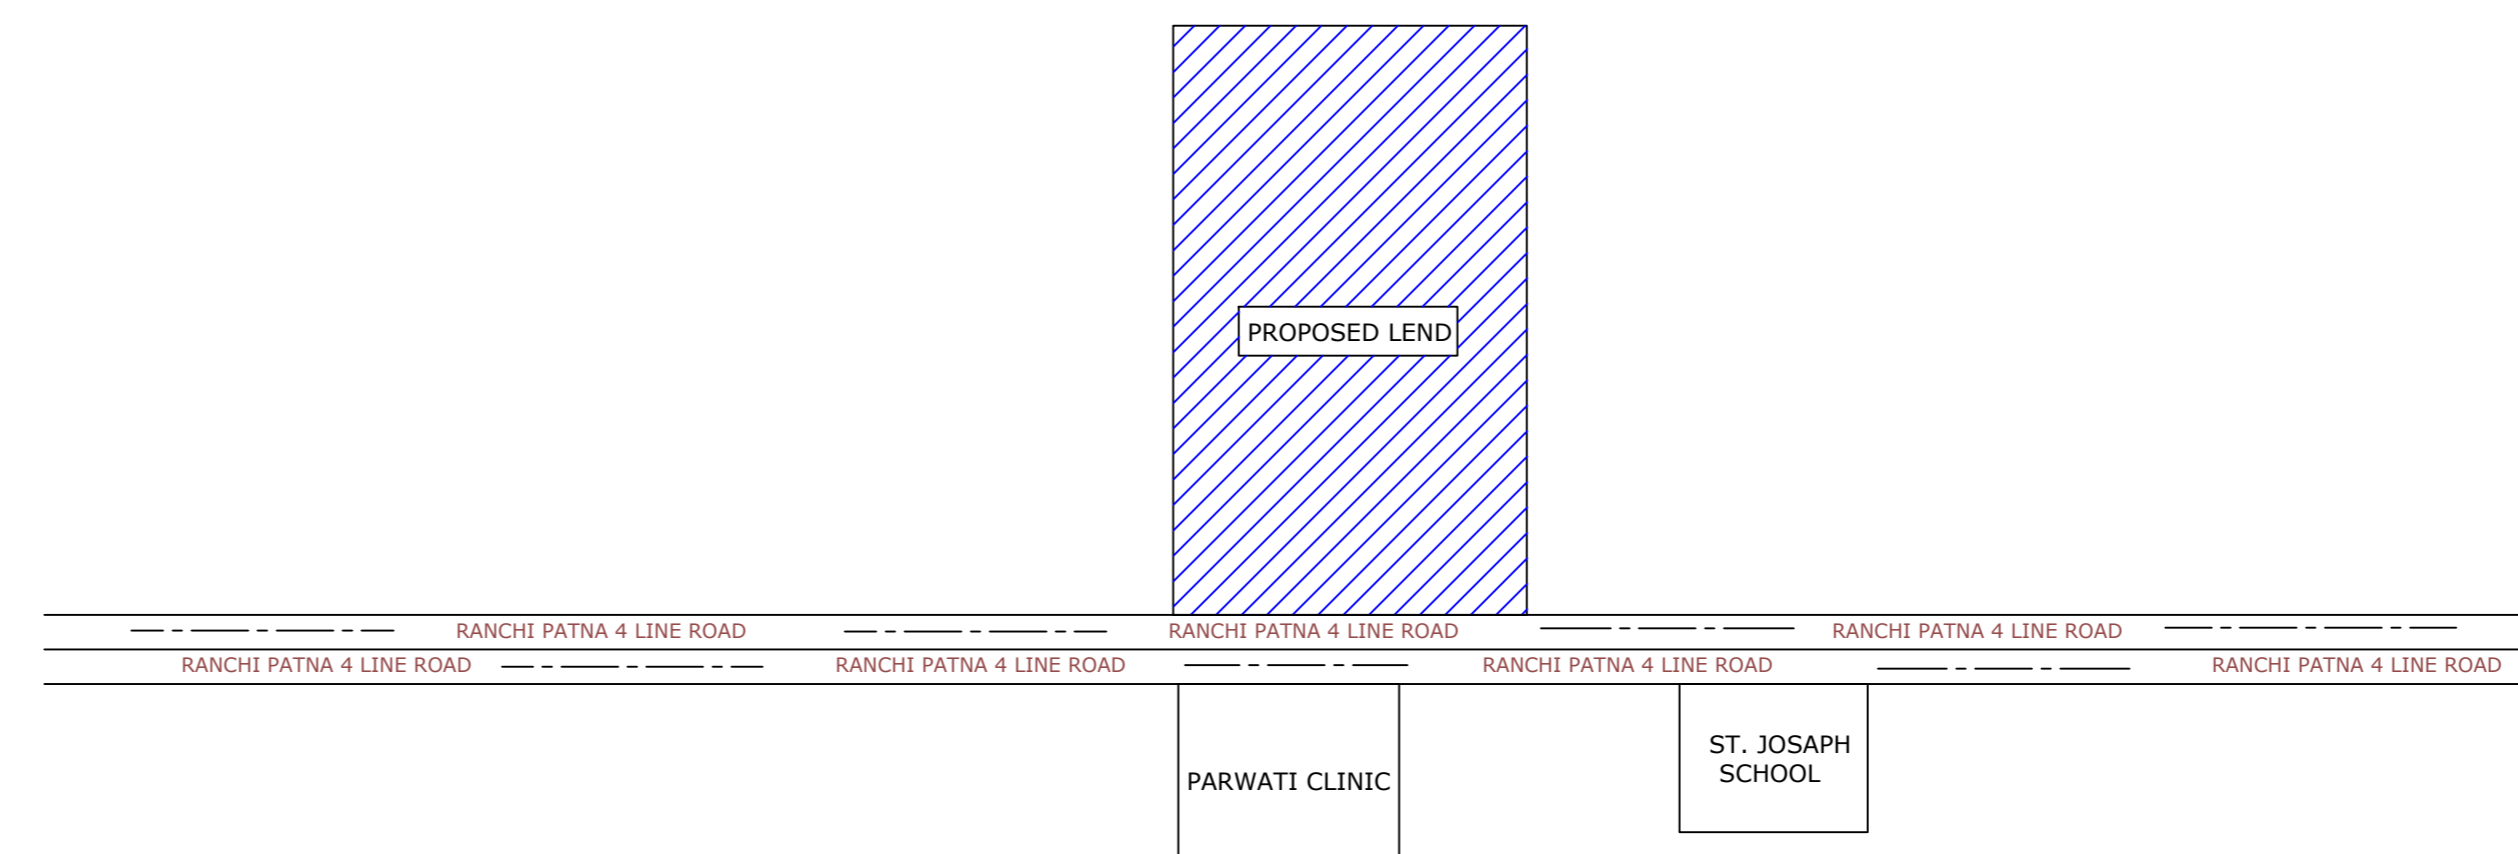 PROPOSED LEND
RANCHI PATNA 4 LINE ROAD
RANCHI PATNA 4 LINE ROAD
RANCHI PATNA 4 LINE ROAD
RANCHI PATNA 4 LINE ROAD
RANCHI PATNA 4 LINE ROAD
RANCHI PATNA 4 LINE ROAD
RANCHI PATNA 4 LINE ROAD
ST. JOSAPH
SCHOOL
PARWATI CLINIC